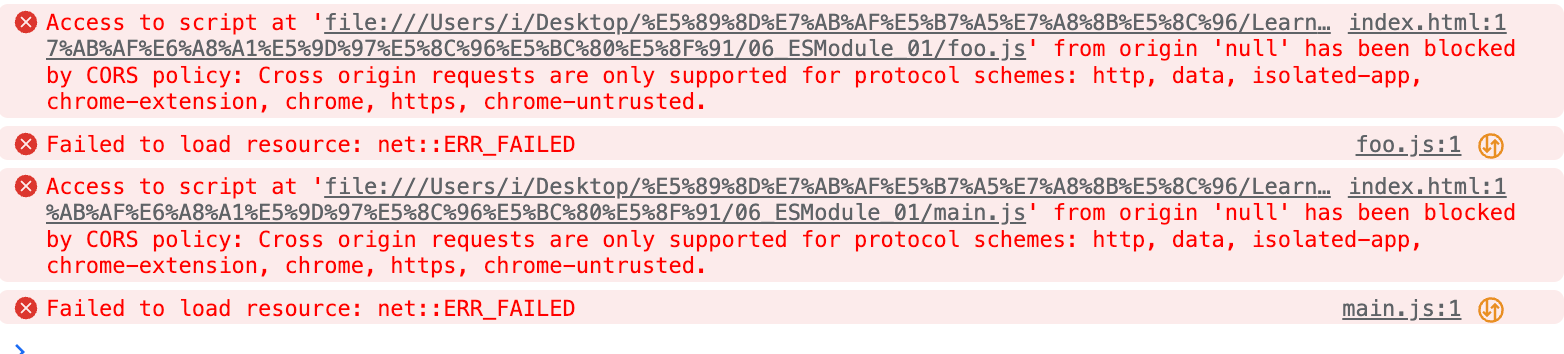 Access to script at 'file:///Users/i/Desktop/%E5%89%8D%E7%AB%AF%E5%B7%A5%E7%A8%8B%E5%8C%96/Learn… index.html:1
7%AB%AF%E6%A8%A1%E5%9D%97%E5%8C%96%E5%BC%80%E5%8F%91/06_ESModule_01/foo.js' from origin 'null' has been blocked
by CORS policy: Cross origin requests are only supported for protocol schemes: http, data, isolated-app,
chrome-extension, chrome, https, chrome-untrusted.
Failed to load resource: net::ERR_FAILED foo.js:1
Access to script at 'file:///Users/i/Desktop/%E5%89%8D%E7%AB%AF%E5%B7%A5%E7%A8%8B%E5%8C%96/Learn… index.html:1
%AB%AF%E6%A8%A1%E5%9D%97%E5%8C%96%E5%BC%80%E5%8F%91/06_ESModule_01/main.js' from origin 'null' has been blocked
by CORS policy: Cross origin requests are only supported for protocol schemes: http, data, isolated-app,
chrome-extension, chrome, https, chrome-untrusted.
Failed to load resource: net::ERR_FAILED main.js:1